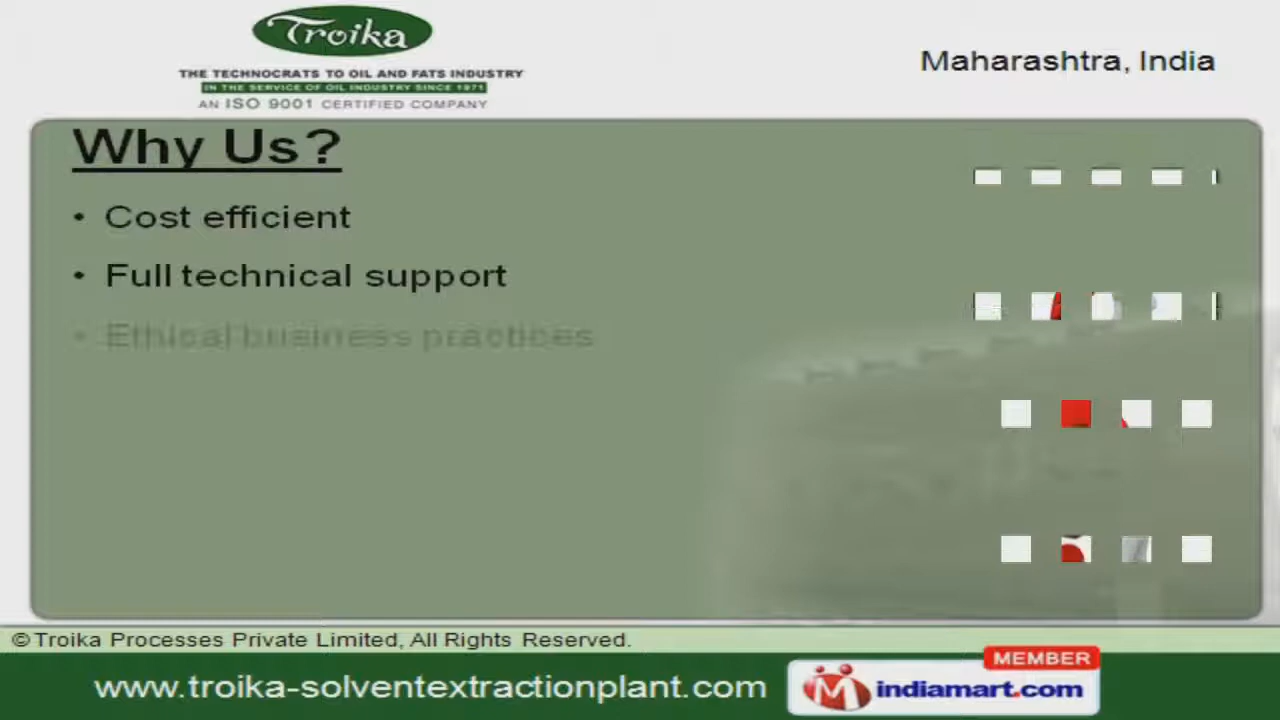 Troika
THE TECHNOCRATS TO OIL AND FATS INDUSTRY
IN THE SERVICE OF OIL INDUSTRY SINCE 1971
AN ISO 9001 CERTIFIED COMPANY
Maharashtra, India
Why Us?
• Cost efficient
• Full technical support
• Ethical business practices
© Troika Processes Private Limited, All Rights Reserved.
www.troika-solventextractionplant.com
MEMBER
indiamart.com